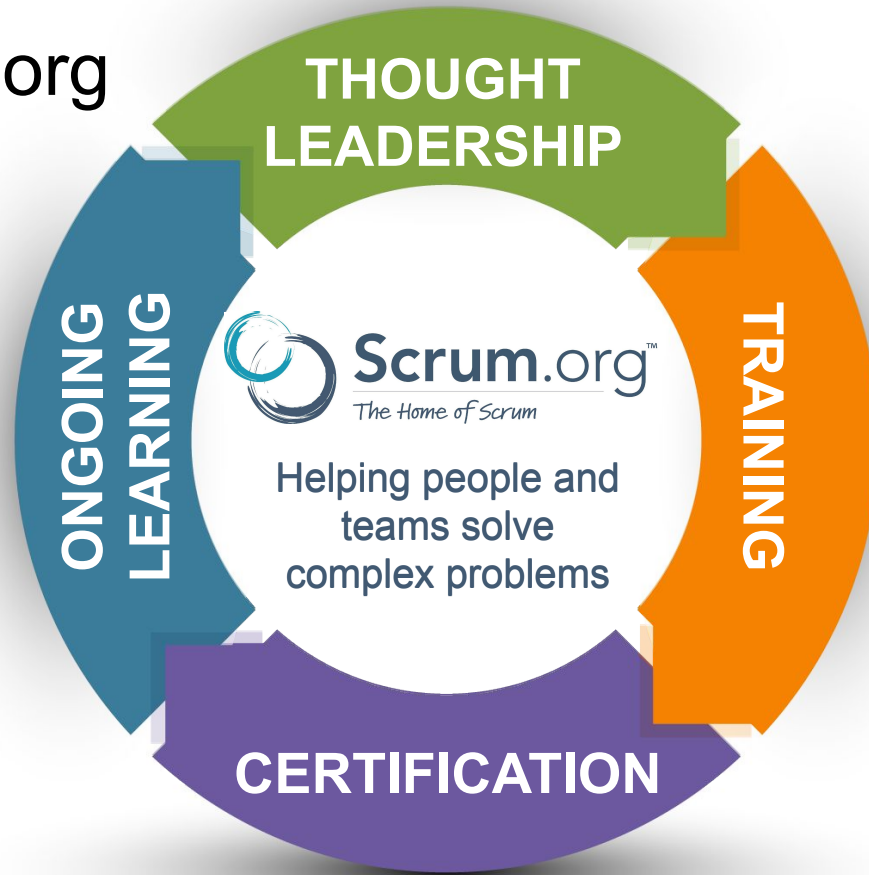 org
THOUGHT
LEADERSHIP
TRAINING
ONGOING
LEARNING
Scrum.org™
The Home of Scrum
Helping people and
teams solve
complex problems
CERTIFICATION